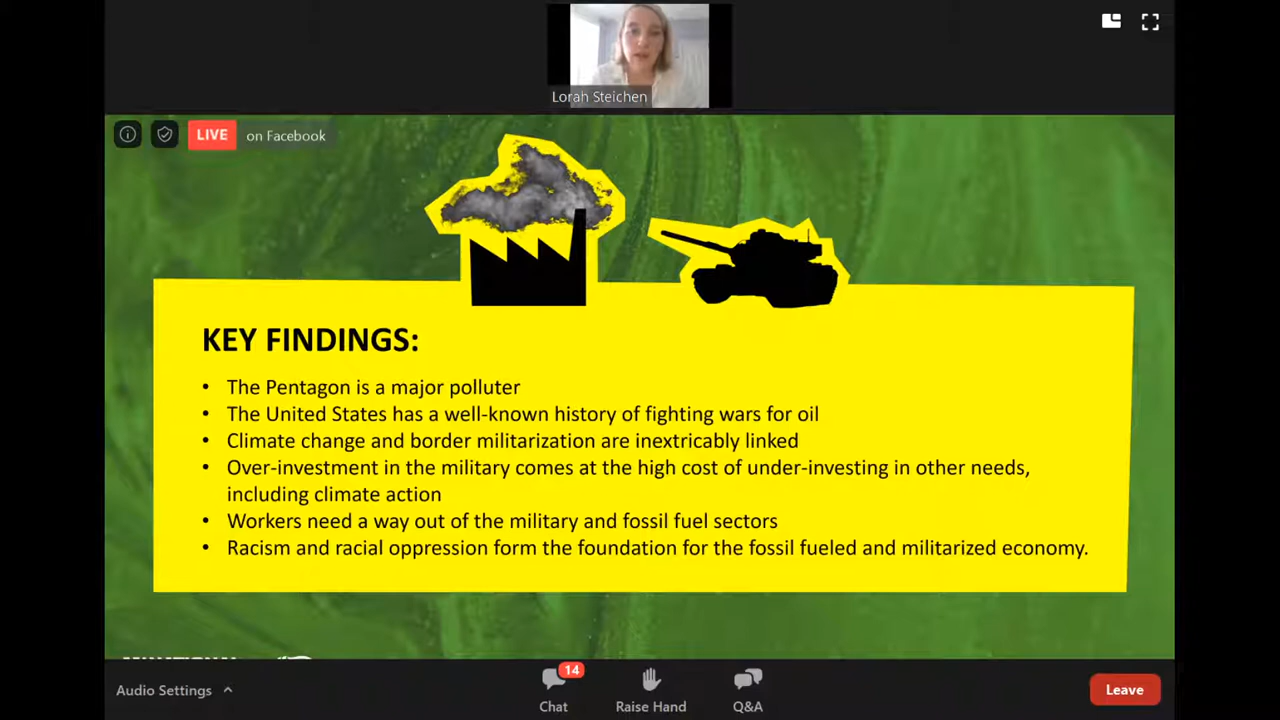 Lorah Steichen
LIVE on Facebook
KEY FINDINGS:
• The Pentagon is a major polluter
• The United States has a well-known history of fighting wars for oil
• Climate change and border militarization are inextricably linked
• Over-investment in the military comes at the high cost of under-investing in other needs,
including climate action
• Workers need a way out of the military and fossil fuel sectors
• Racism and racial oppression form the foundation for the fossil fueled and militarized economy.
Audio Settings
14
Chat
Raise Hand
Q&A
Leave